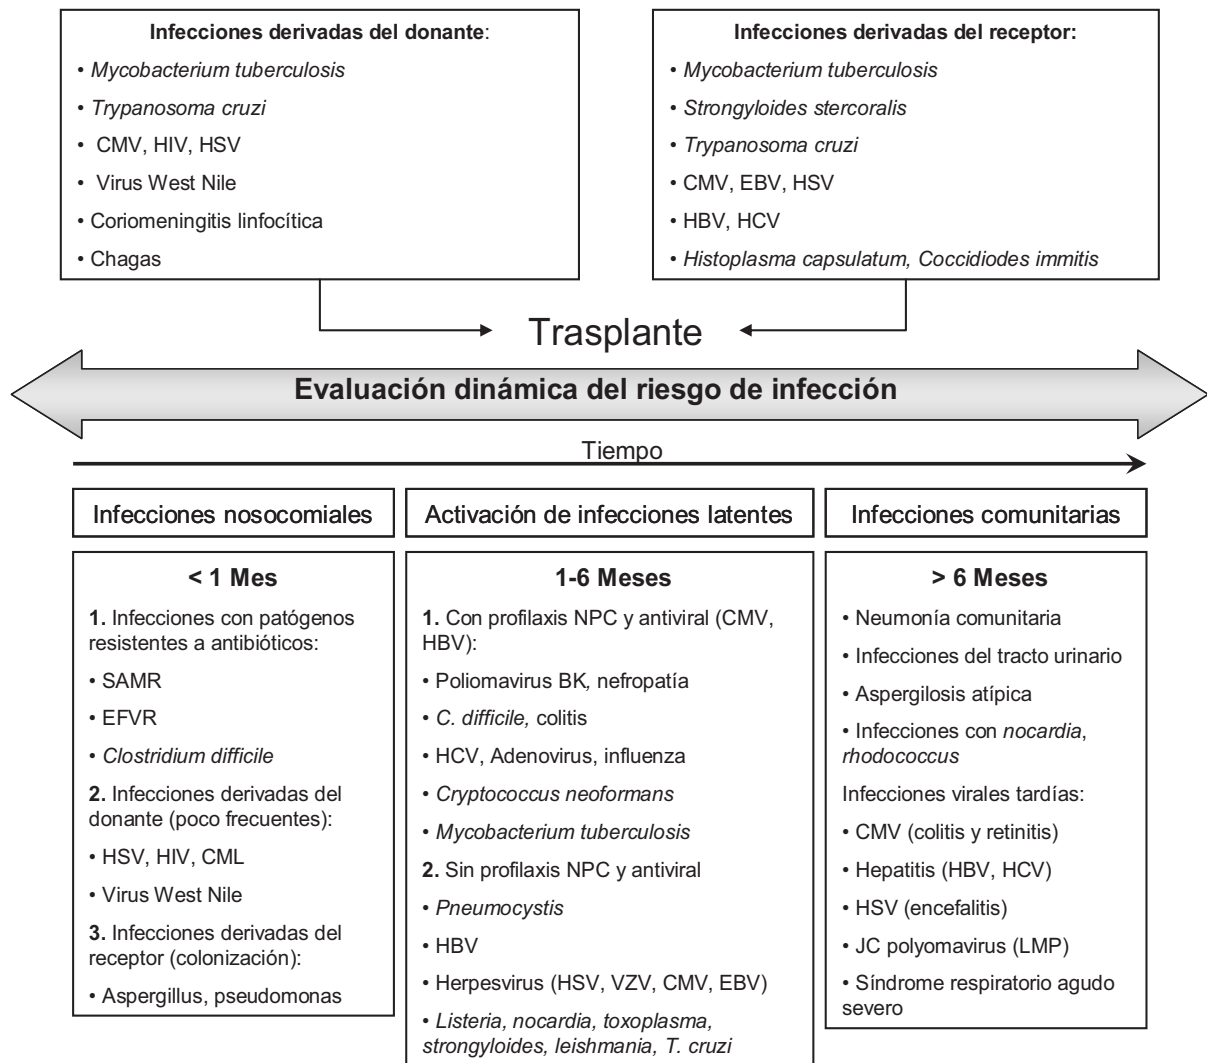 Infecciones derivadas del donante:
• Mycobacterium tuberculosis
• Trypanosoma cruzi
• CMV, HIV, HSV
• Virus West Nile
• Coriomeningitis linfocítica
• Chagas
Infecciones derivadas del receptor:
• Mycobacterium tuberculosis
• Strongyloides stercoralis
• Trypanosoma cruzi
• CMV, EBV, HSV
• HBV, HCV
• Histoplasma capsulatum, Coccidiodes immitis
Trasplante
Evaluación dinámica del riesgo de infección
Tiempo
Infecciones nosocomiales
< 1 Mes
1. Infecciones con patógenos
resistentes a antibióticos:
• SAMR
• EFVR
• Clostridium difficile
2. Infecciones derivadas del
donante (poco frecuentes):
• HSV, HIV, CML
• Virus West Nile
3. Infecciones derivadas del
receptor (colonización):
• Aspergillus, pseudomonas
Activación de infecciones latentes
1-6 Meses
1. Con profilaxis NPC y antiviral (CMV,
HBV):
• Poliomavirus BK, nefropatía
• C. difficile, colitis
• HCV, Adenovirus, influenza
• Cryptococcus neoformans
• Mycobacterium tuberculosis
2. Sin profilaxis NPC y antiviral
• Pneumocystis
• HBV
• Herpesvirus (HSV, VZV, CMV, EBV)
• Listeria, nocardia, toxoplasma,
strongyloides, leishmania, T. cruzi
Infecciones comunitarias
> 6 Meses
• Neumonía comunitaria
• Infecciones del tracto urinario
• Aspergilosis atípica
• Infecciones con nocardia,
rhodococcus
Infecciones virales tardías:
• CMV (colitis y retinitis)
• Hepatitis (HBV, HCV)
• HSV (encefalitis)
• JC polyomavirus (LMP)
• Síndrome respiratorio agudo
severo